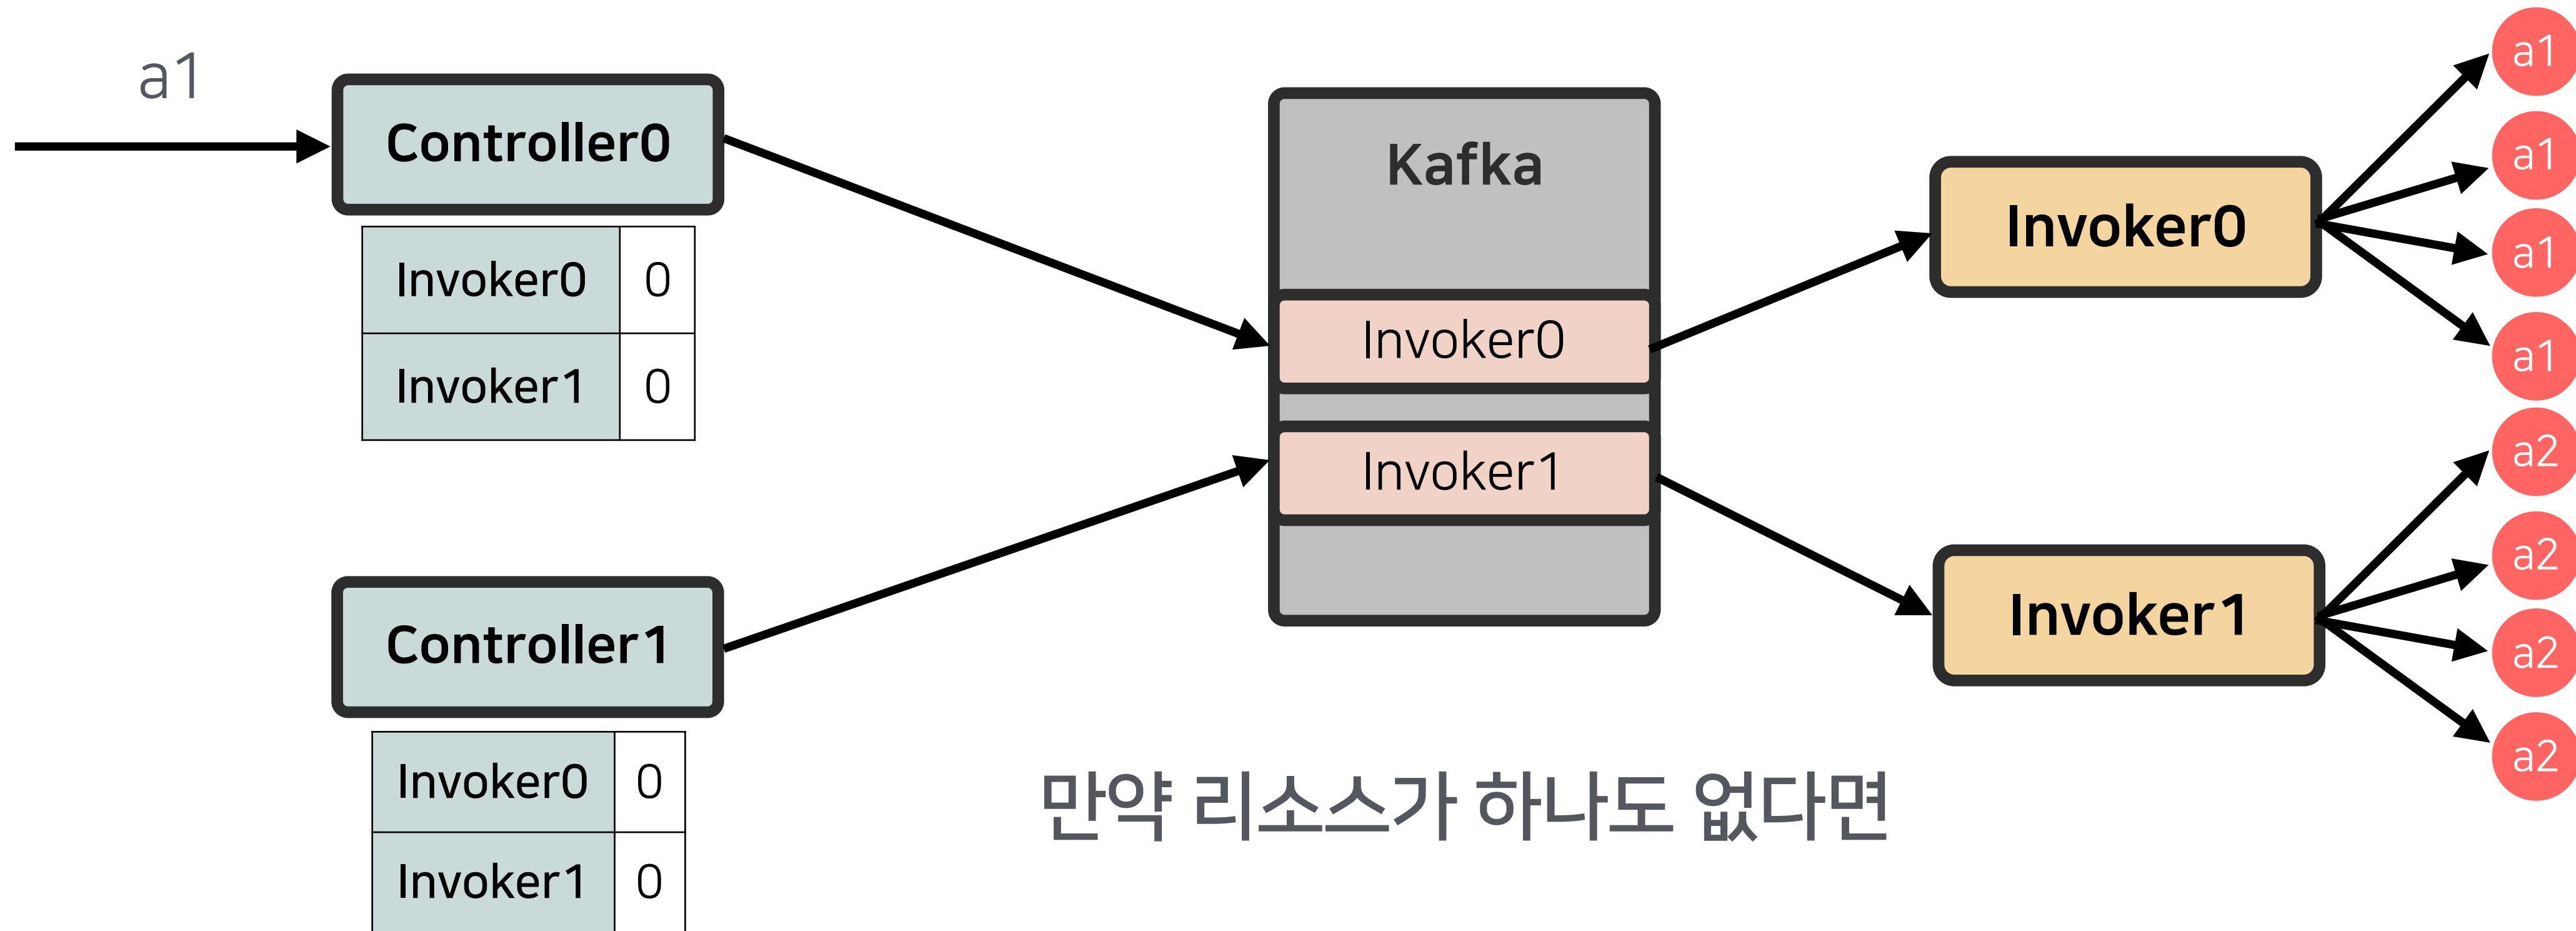 a1
Controller0
Invoker0 0
Invoker1 0
Controller1
Invoker0 0
Invoker1 0
Kafka
Invoker0
Invoker1
Invoker0
a1
a1
a1
a1
Invoker1
a2
a2
a2
a2
만약 리소스가 하나도 없다면